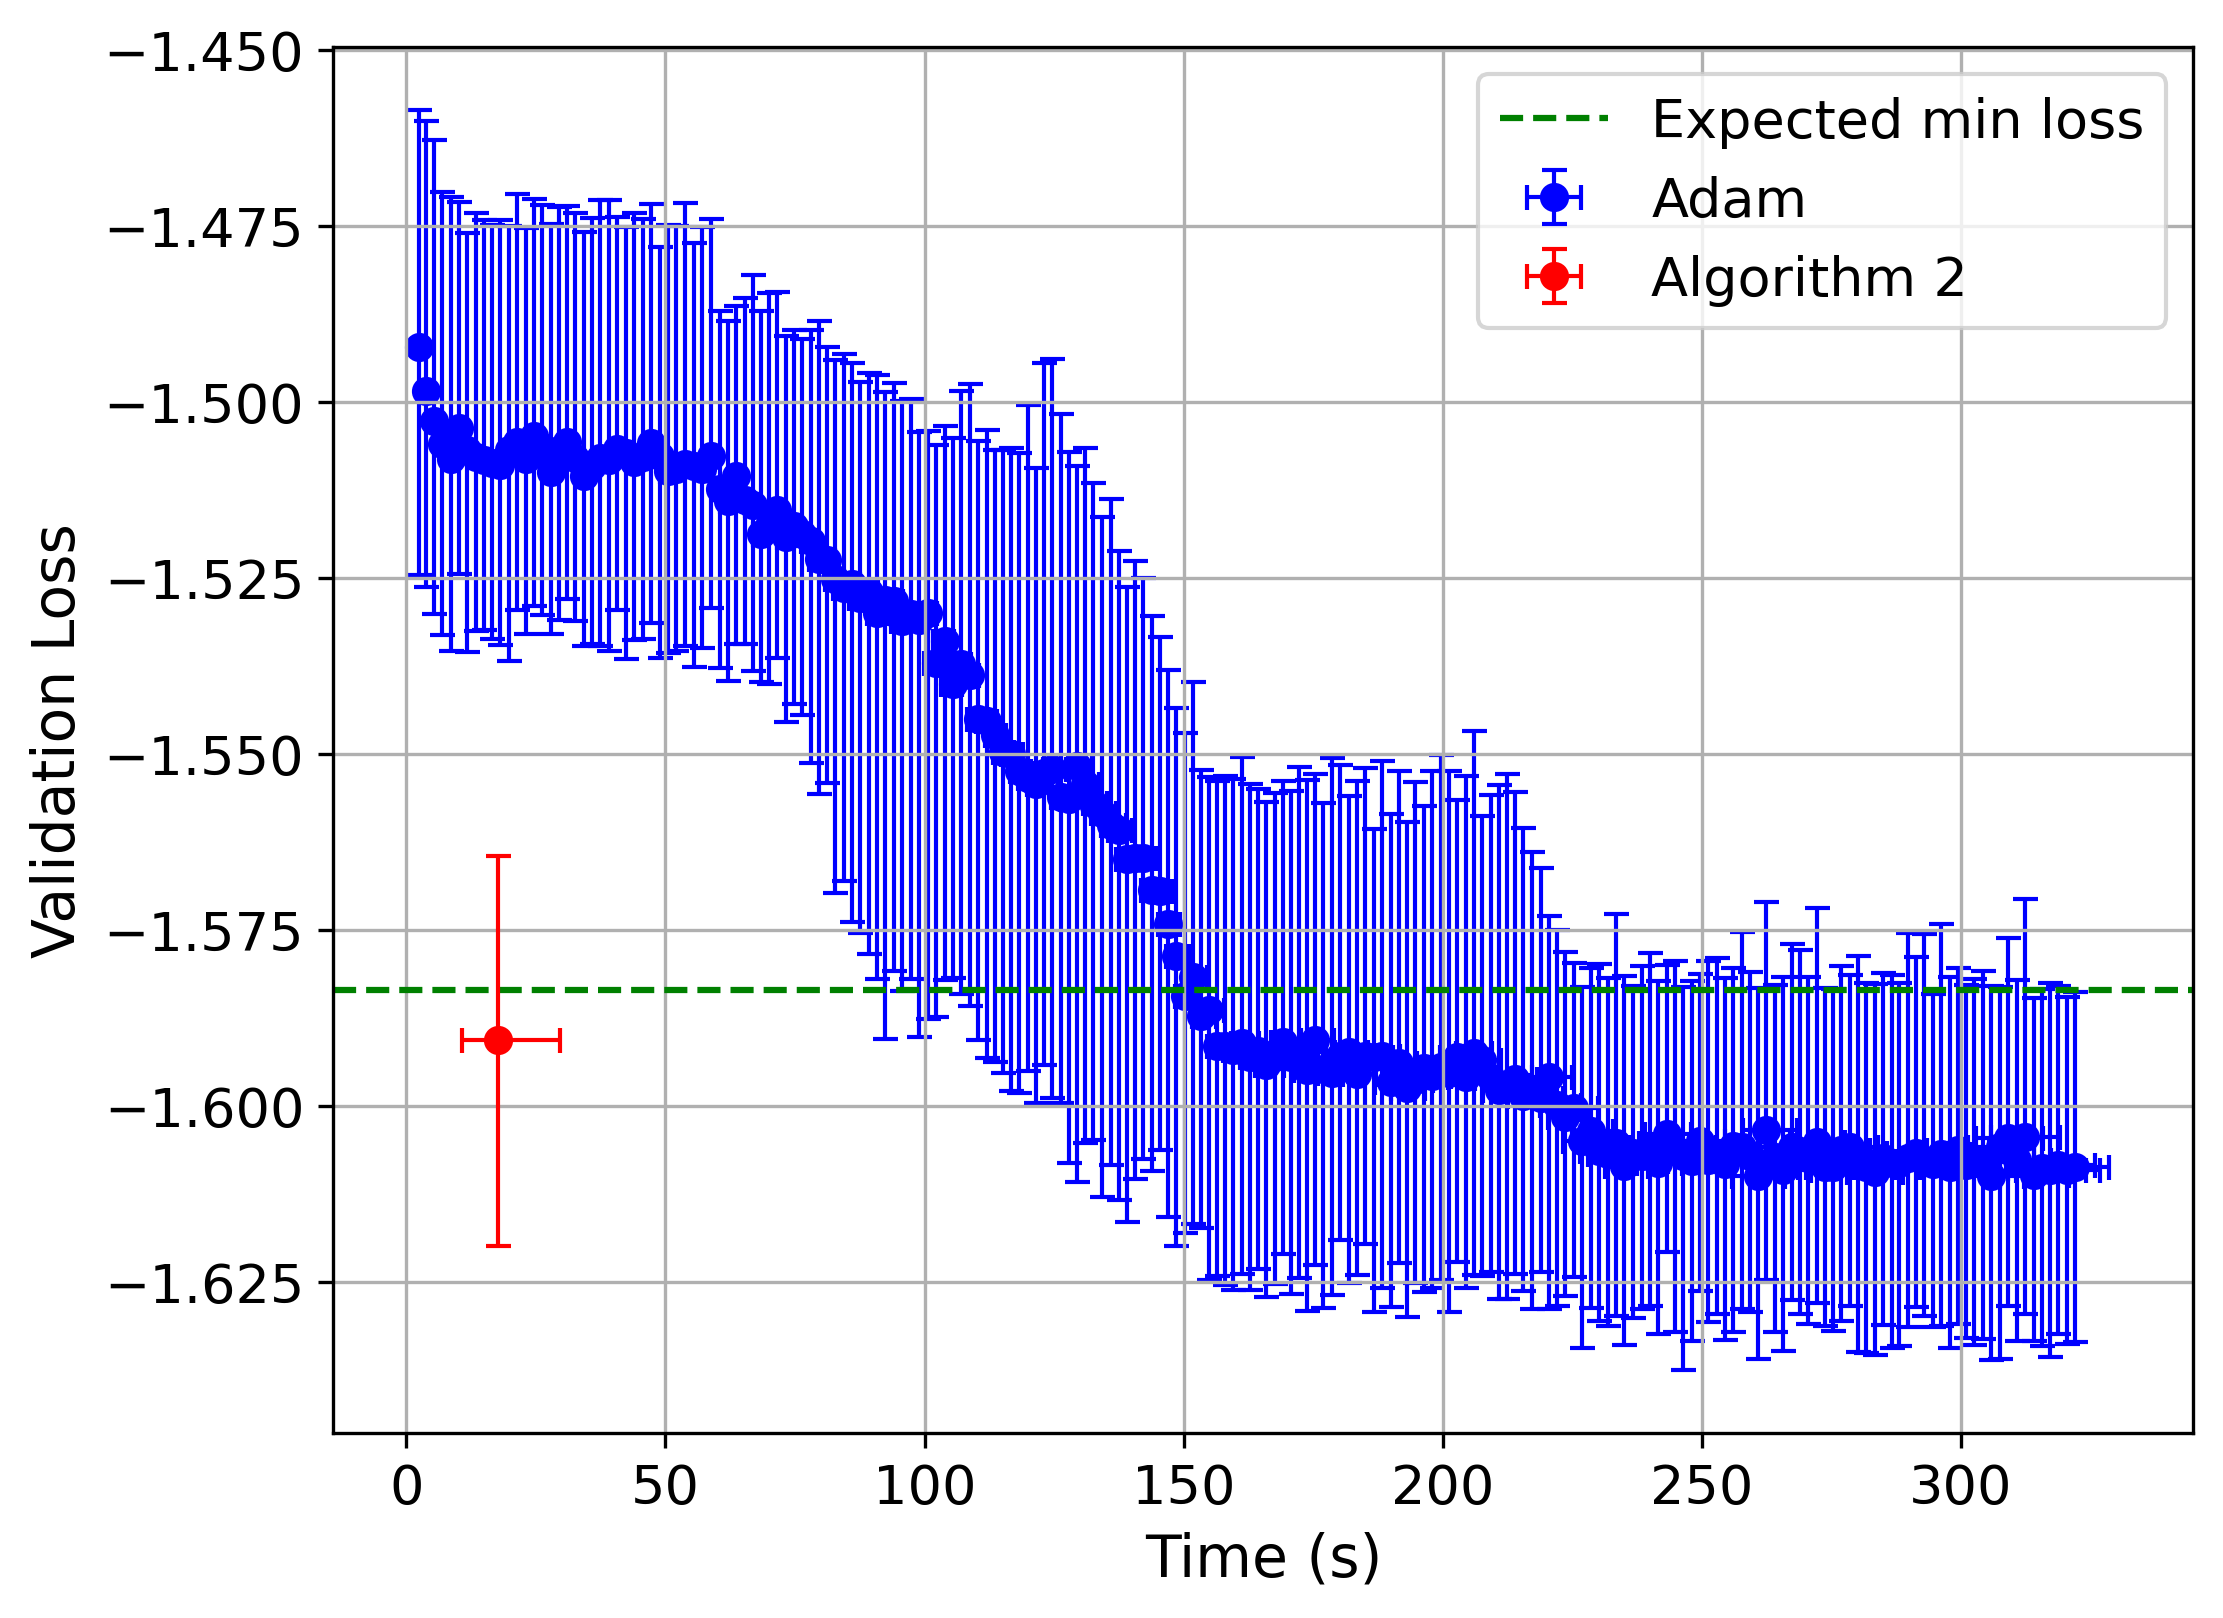 −1.450
−1.475
−1.500
−1.525
−1.550
−1.575
−1.600
−1.625
Validation Loss
Expected min loss
Adam
Algorithm 2
0 50 100 150 200 250 300
Time (s)